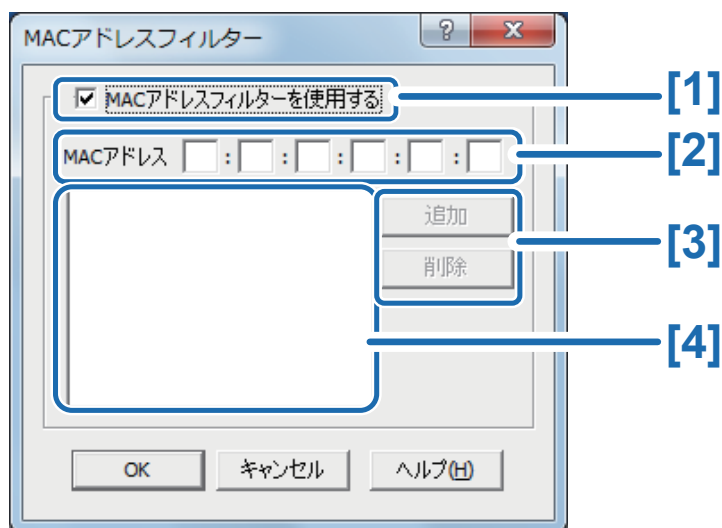 MACアドレスフィルター
MACアドレスフィルターを使用する
[1]
MACアドレス : : : : :
[2]
追加
[3]
削除
[4]
OK キャンセル ヘルプ(H)